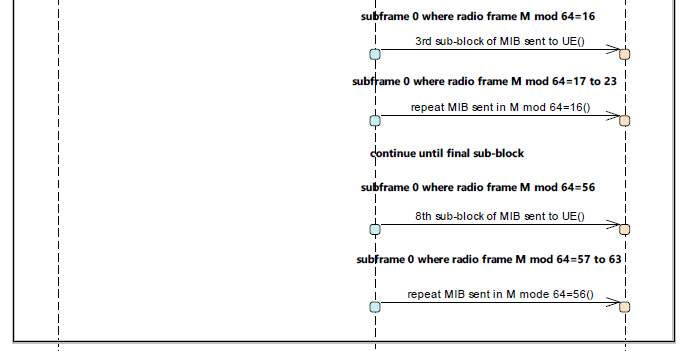 subframe 0 where radio frame M mod 64=16
3rd sub-block of MIB sent to UE()
subframe 0 where radio frame M mod 64=17 to 23
repeat MIB sent in M mod 64=16()
continue until final sub-block
subframe 0 where radio frame M mod 64=56
8th sub-block of MIB sent to UE()
subframe 0 where radio frame M mod 64=57 to 63
repeat MIB sent in M mode 64=56()